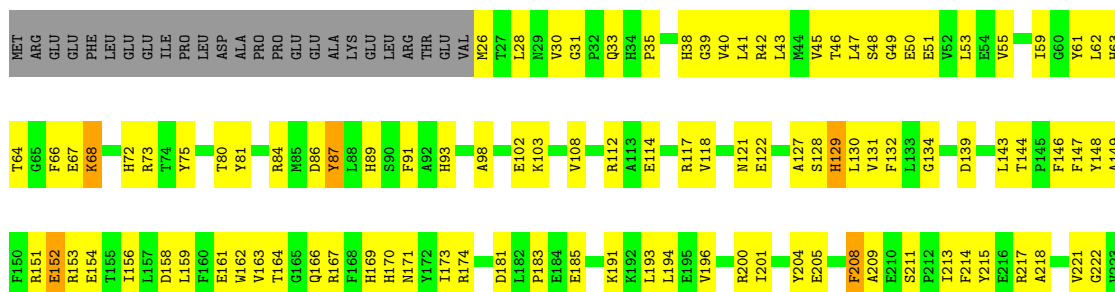 MET ARG GLU GLU PHE LEU GLU GLU ILE PRO LEU ASP ALA PRO PRO GLU GLU ALA LYS GLU LEU ARG THR GLU VAL M26 T27 L28 N29 V30 G31 P32 Q33 H34 P35 H38 G39 V40 L41 R42 L43 M44 V45 T46 L47 S48 G49 E50 E51 V52 L53 E54 V55 I59 G60 Y61 L62 H63
T64 G65 F66 E67 K68 H72 R73 T74 Y75 T80 Y81 R84 M85 D86 Y87 L88 H89 S90 F91 A92 H93 A98 E102 K103 V108 R112 A113 E114 R117 V118 N121 E122 A127 S128 H129 L130 V131 F132 L133 G134 D139 L143 T144 P145 F146 F147 Y148 A149
F150 R151 E152 R153 E154 T155 I156 L157 D158 L159 F160 E161 W162 V163 T164 G165 Q166 R167 F168 H169 H170 N171 Y172 I173 R174 D181 L182 P183 E184 E185 K191 K192 L193 L194 E195 V196 R200 I201 Y204 E205 F208 A209 E210 S211 P212 I213 F214 Y215 E216 R217 A218 V221 G222